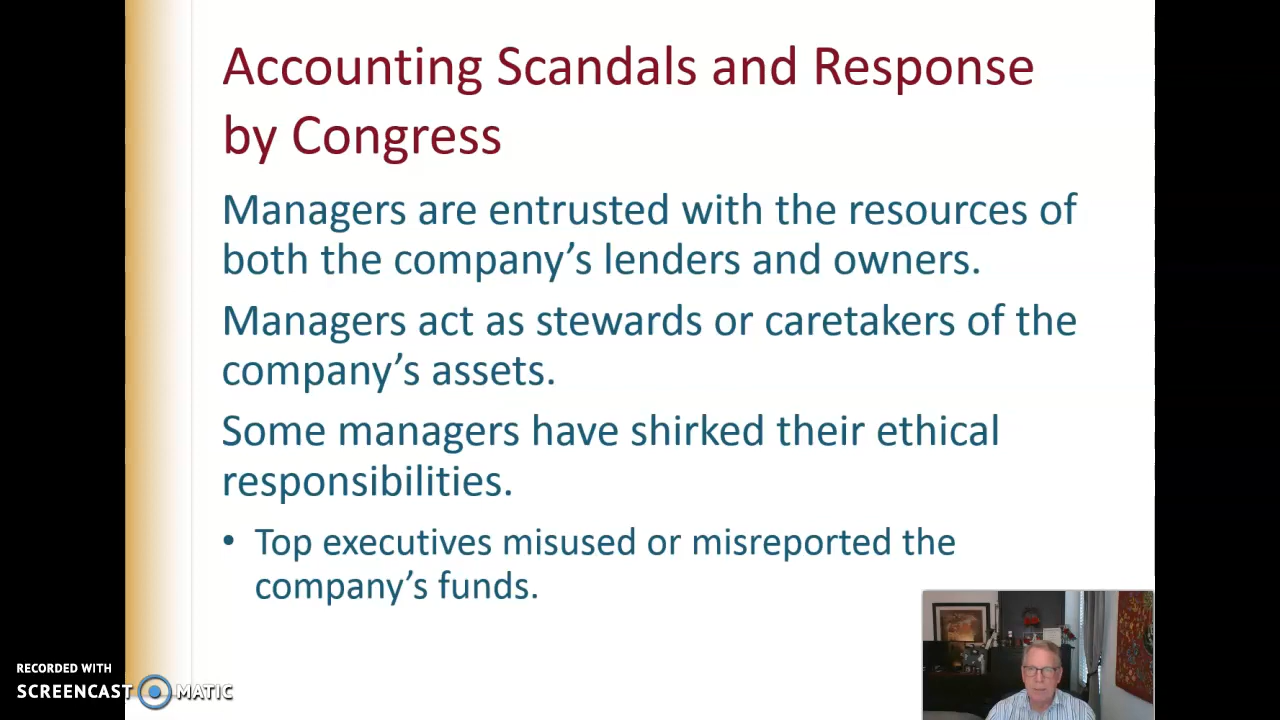 Accounting Scandals and Response
by Congress
Managers are entrusted with the resources of
both the company’s lenders and owners.
Managers act as stewards or caretakers of the
company’s assets.
Some managers have shirked their ethical
responsibilities.
• Top executives misused or misreported the
company’s funds.
RECORDED WITH
SCREENCAST MATIC